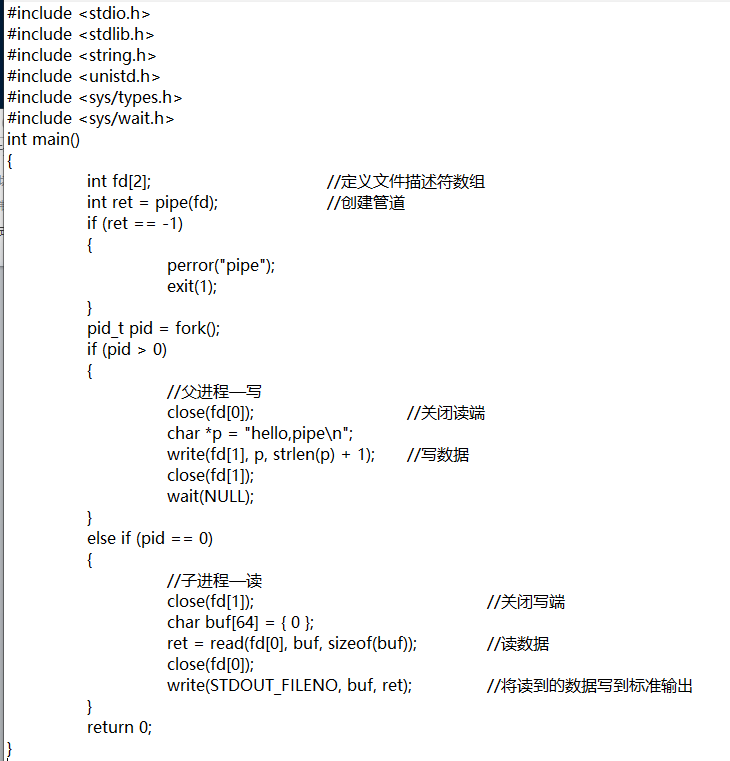 #include <stdio.h>
#include <stdlib.h>
#include <string.h>
#include <unistd.h>
#include <sys/types.h>
#include <sys/wait.h>
int main()
{
int fd[2]; //定义文件描述符数组
int ret = pipe(fd); //创建管道
if (ret == -1)
{
perror("pipe");
exit(1);
}
pid_t pid = fork();
if (pid > 0)
{
//父进程—写
close(fd[0]); //关闭读端
char *p = "hello,pipe\n";
write(fd[1], p, strlen(p) + 1); //写数据
close(fd[1]);
wait(NULL);
}
else if (pid == 0)
{
//子进程—读
close(fd[1]); //关闭写端
char buf[64] = { 0 };
ret = read(fd[0], buf, sizeof(buf)); //读数据
close(fd[0]);
write(STDOUT_FILENO, buf, ret); //将读到的数据写到标准输出
}
return 0;
}